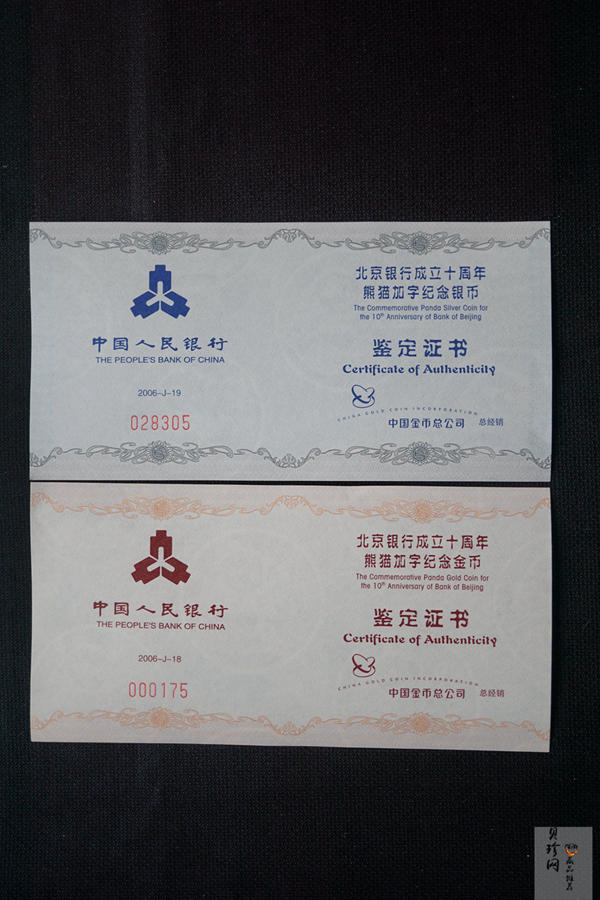 中国人民银行
THE PEOPLE'S BANK OF CHINA
2006-J-19
028305
北京银行成立十周年
熊猫加字纪念银币
The Commemorative Panda Silver Coin for
the 10th Anniversary of Bank of Beijing
鉴定证书
Certificate of Authenticity
CHINA GOLD COIN INCORPORATION
中国金币总公司 总经销
中国人民银行
THE PEOPLE'S BANK OF CHINA
2006-J-18
000175
北京银行成立十周年
熊猫加字纪念金币
The Commemorative Panda Gold Coin for
the 10th Anniversary of Bank of Beijing
鉴定证书
Certificate of Authenticity
CHINA GOLD COIN INCORPORATION
中国金币总公司 总经销
贝珍网